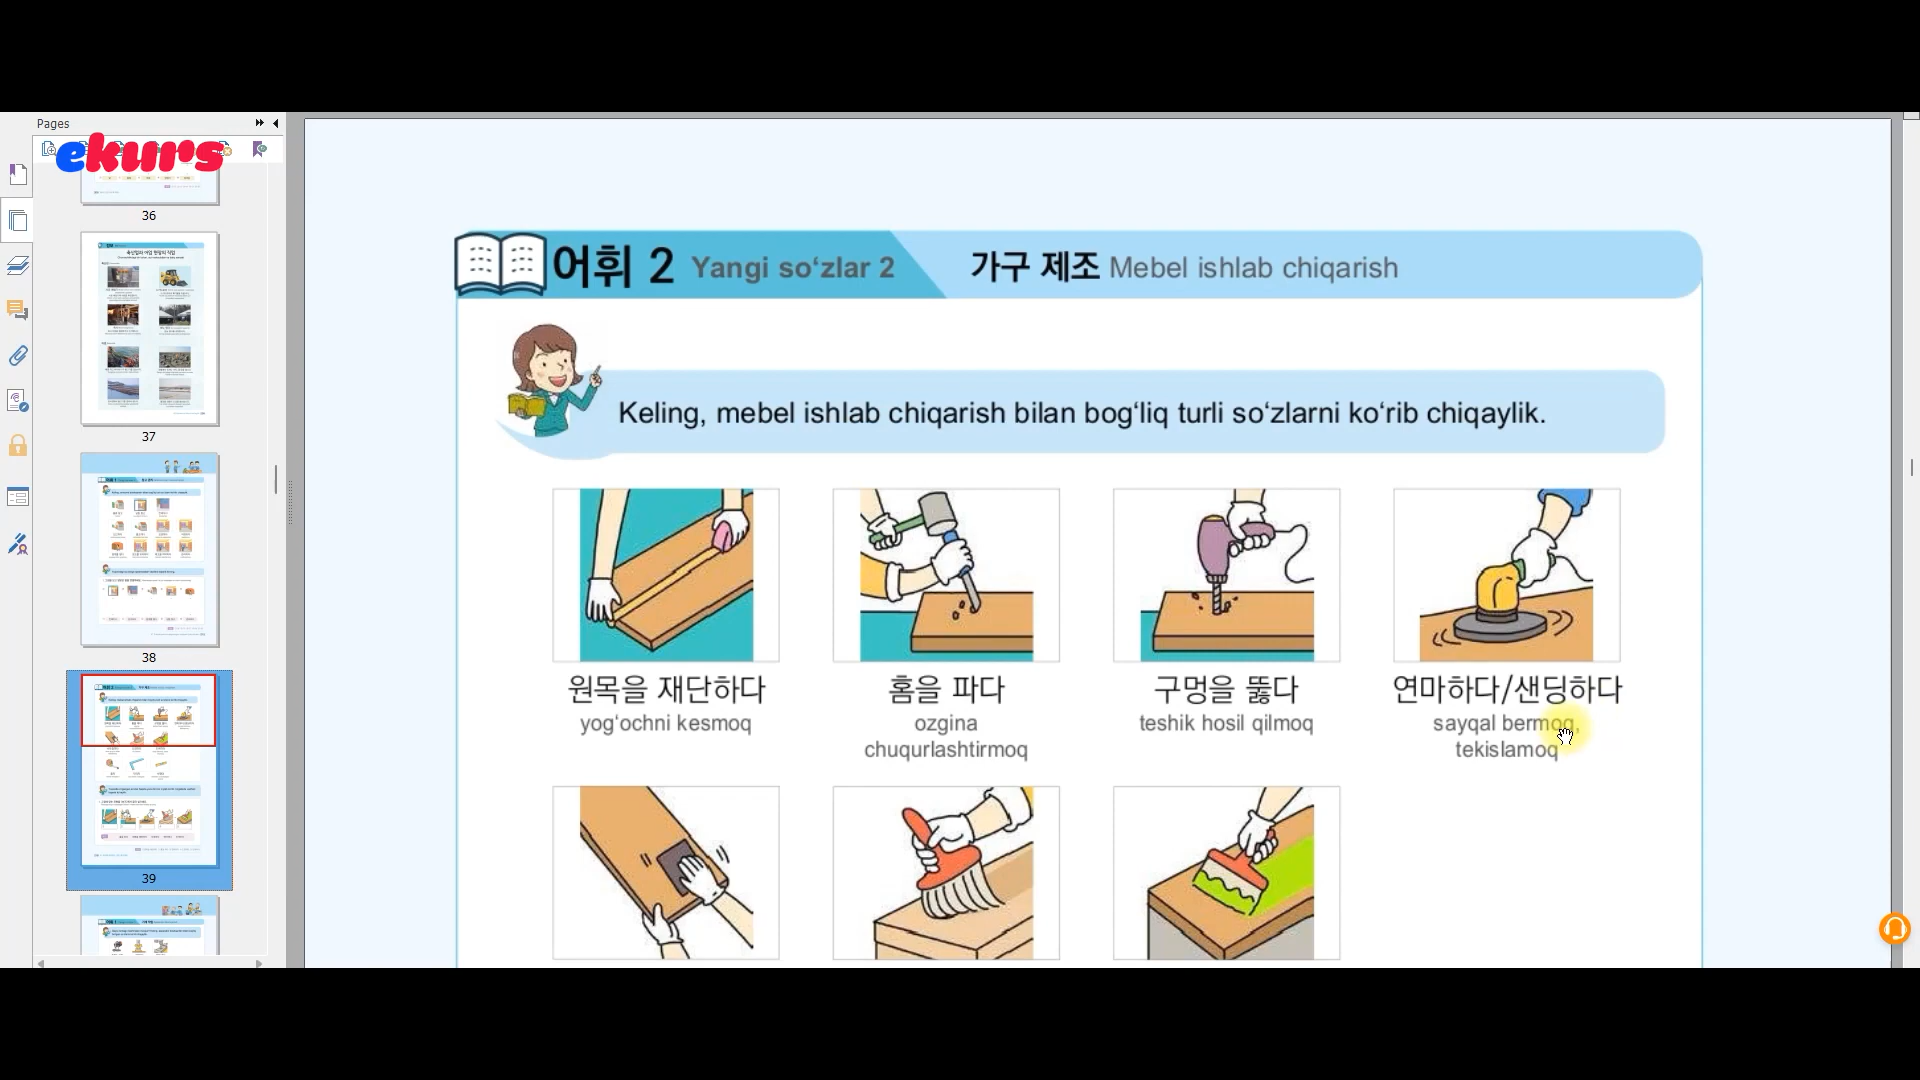 Pages
ekurs
36
37
38
39
어휘 2 Yangi so‘zlar 2 가구 제조 Mebel ishlab chiqarish
Keling, mebel ishlab chiqarish bilan bog‘liq turli so‘zlarni ko‘rib chiqaylik.
원목을 재단하다
yog‘ochni kesmoq
홈을 파다
ozgina
chuqurlashtirmoq
구멍을 뚫다
teshik hosil qilmoq
연마하다/샌딩하다
sayqal bermoq,
tekislamoq